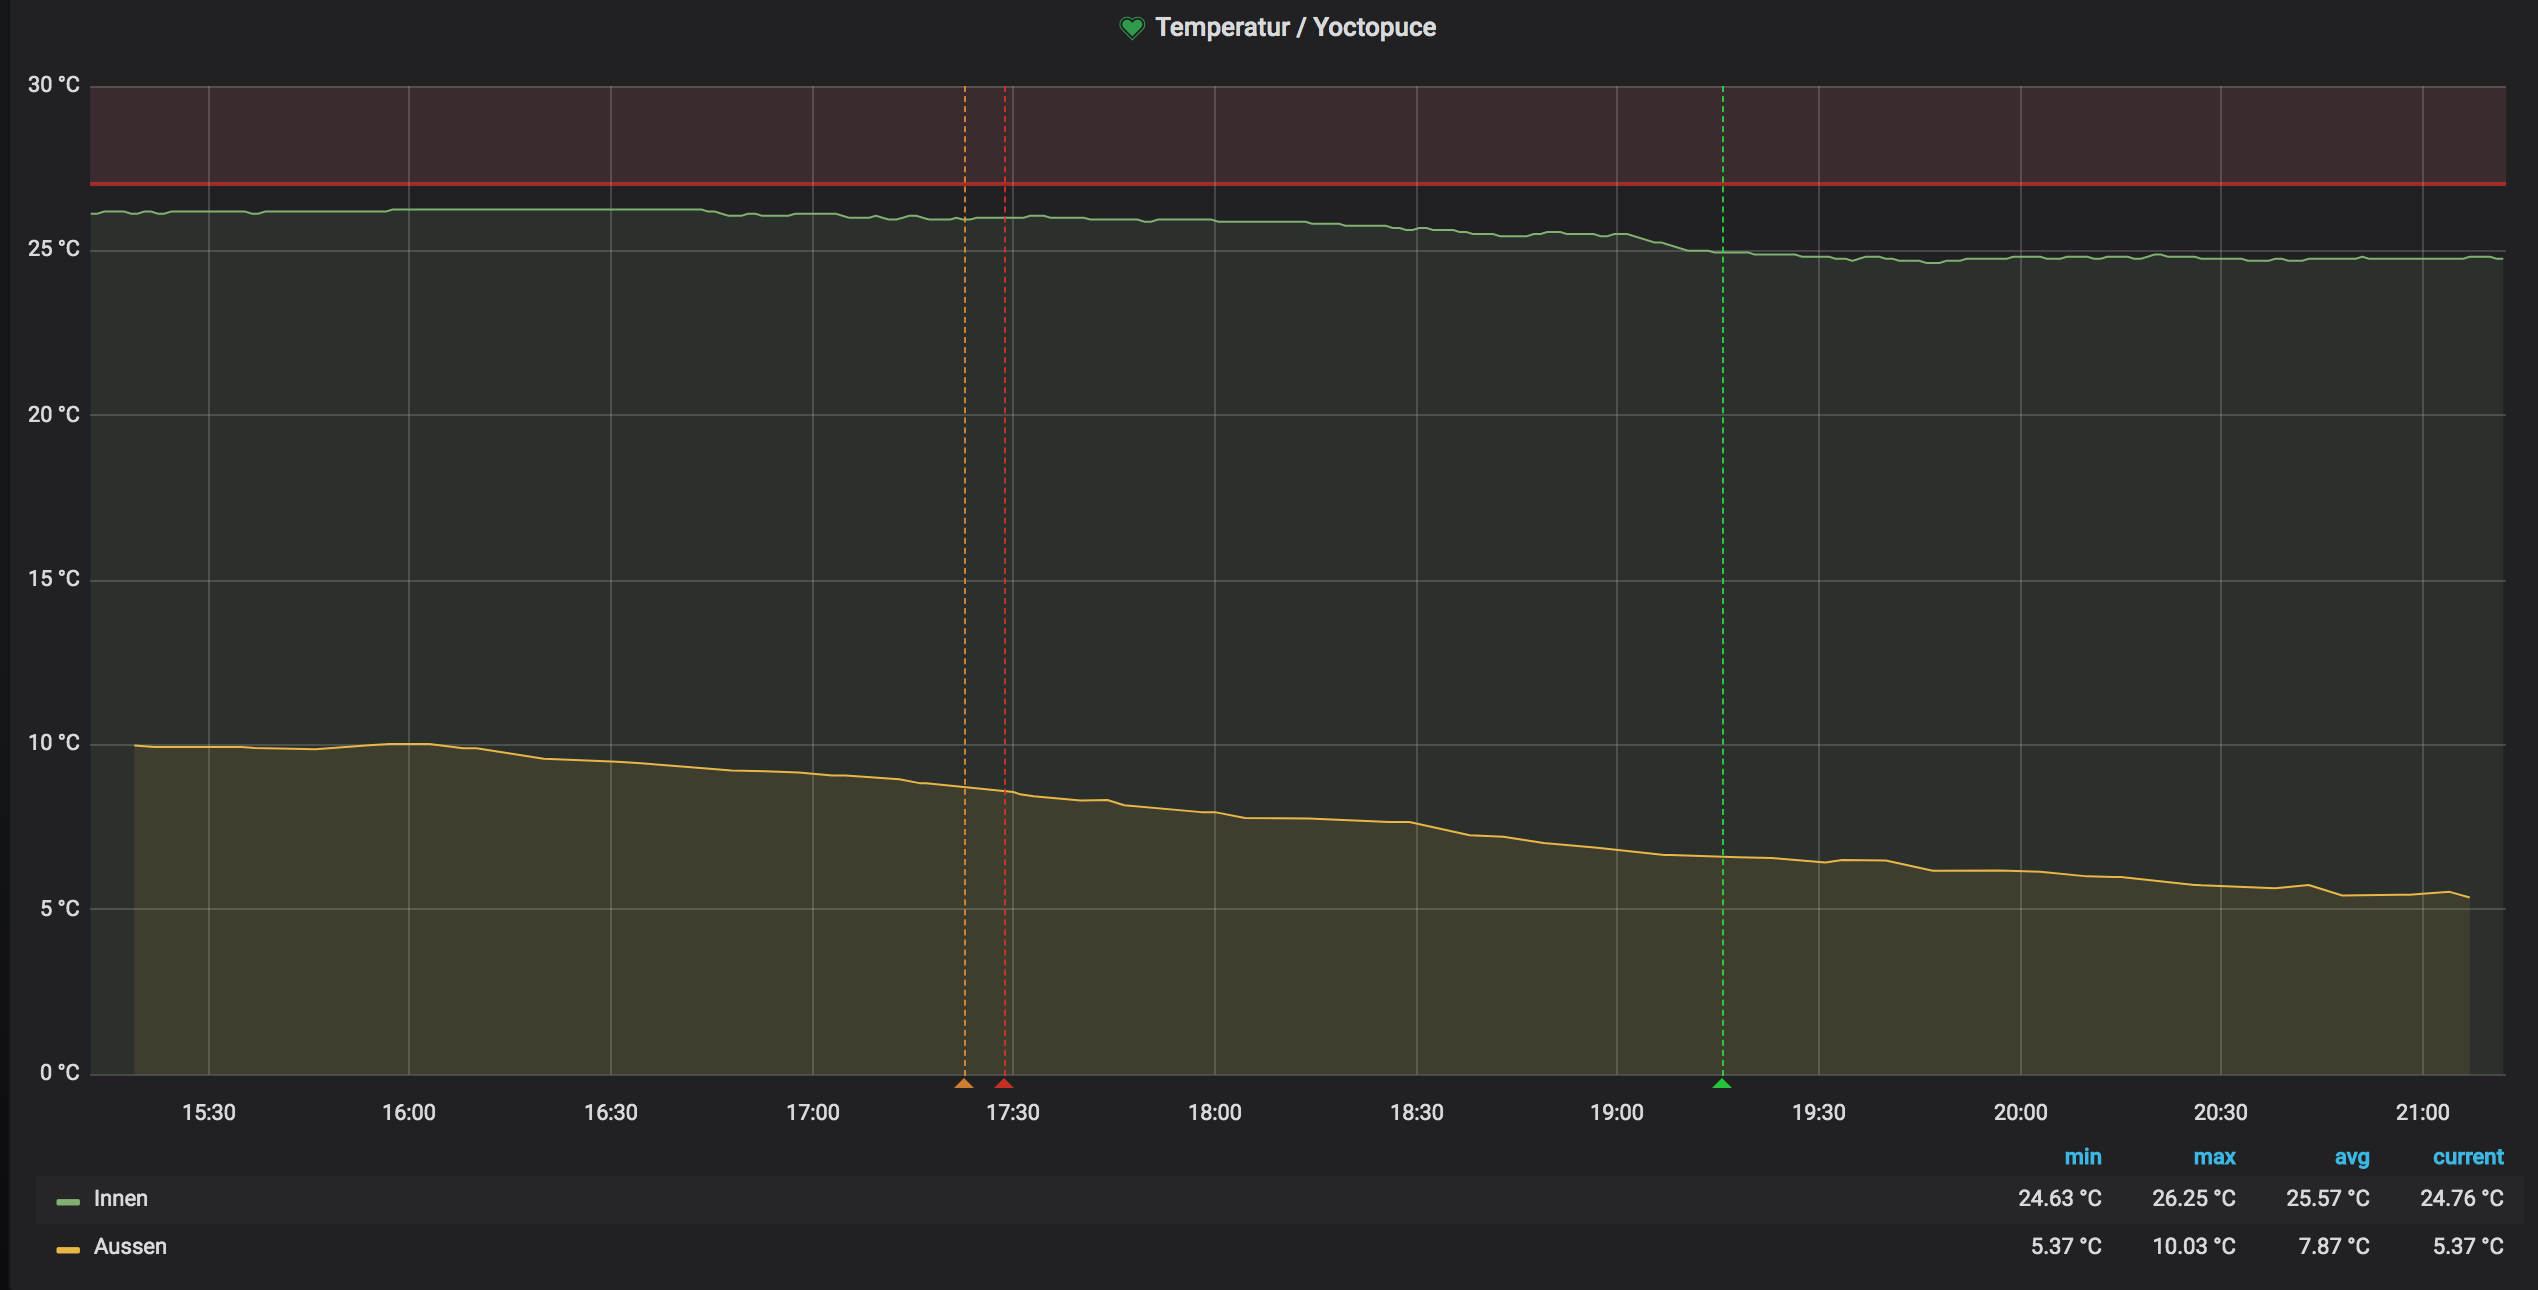 Temperatur / Yoctopuce
30 °C
25 °C
20 °C
15 °C
10 °C
5 °C
0 °C
15:30 16:00 16:30 17:00 17:30 18:00 18:30 19:00 19:30 20:00 20:30 21:00
min max avg current
Innen 24.63 °C 26.25 °C 25.57 °C 24.76 °C
Aussen 5.37 °C 10.03 °C 7.87 °C 5.37 °C